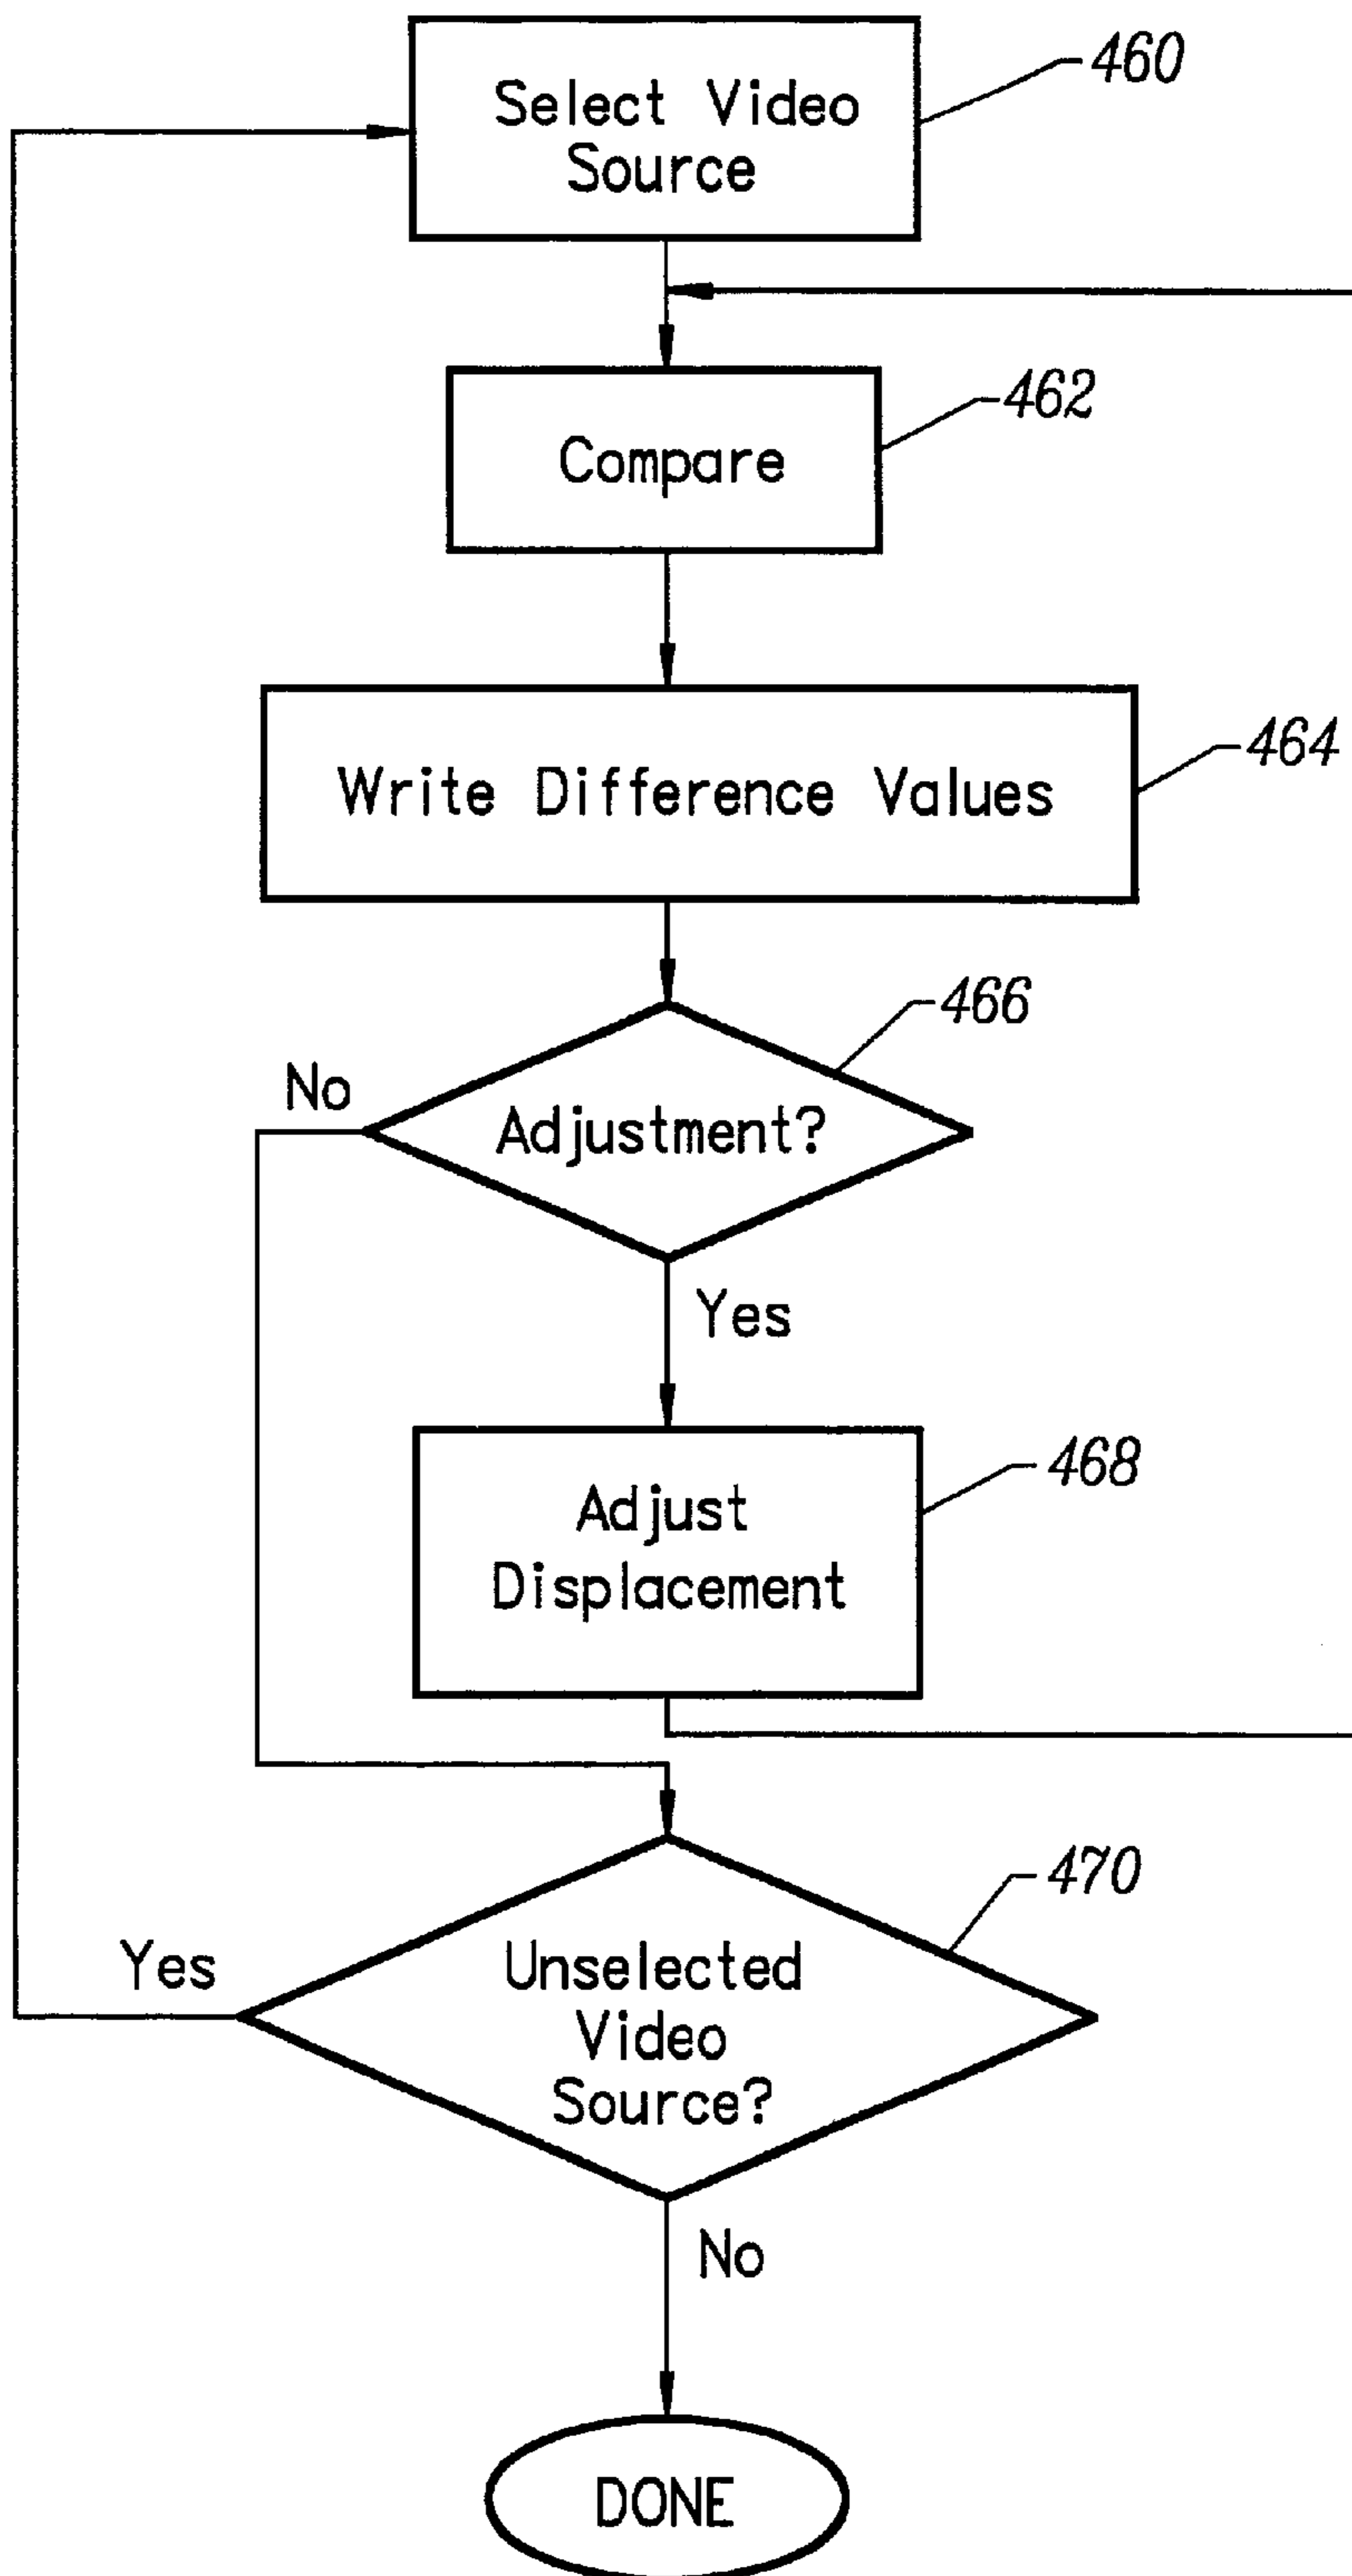 Select Video
Source
460
Compare
462
Write Difference Values
464
466
No
Adjustment?
Yes
Adjust
Displacement
468
470
Yes
Unselected
Video
Source?
No
DONE